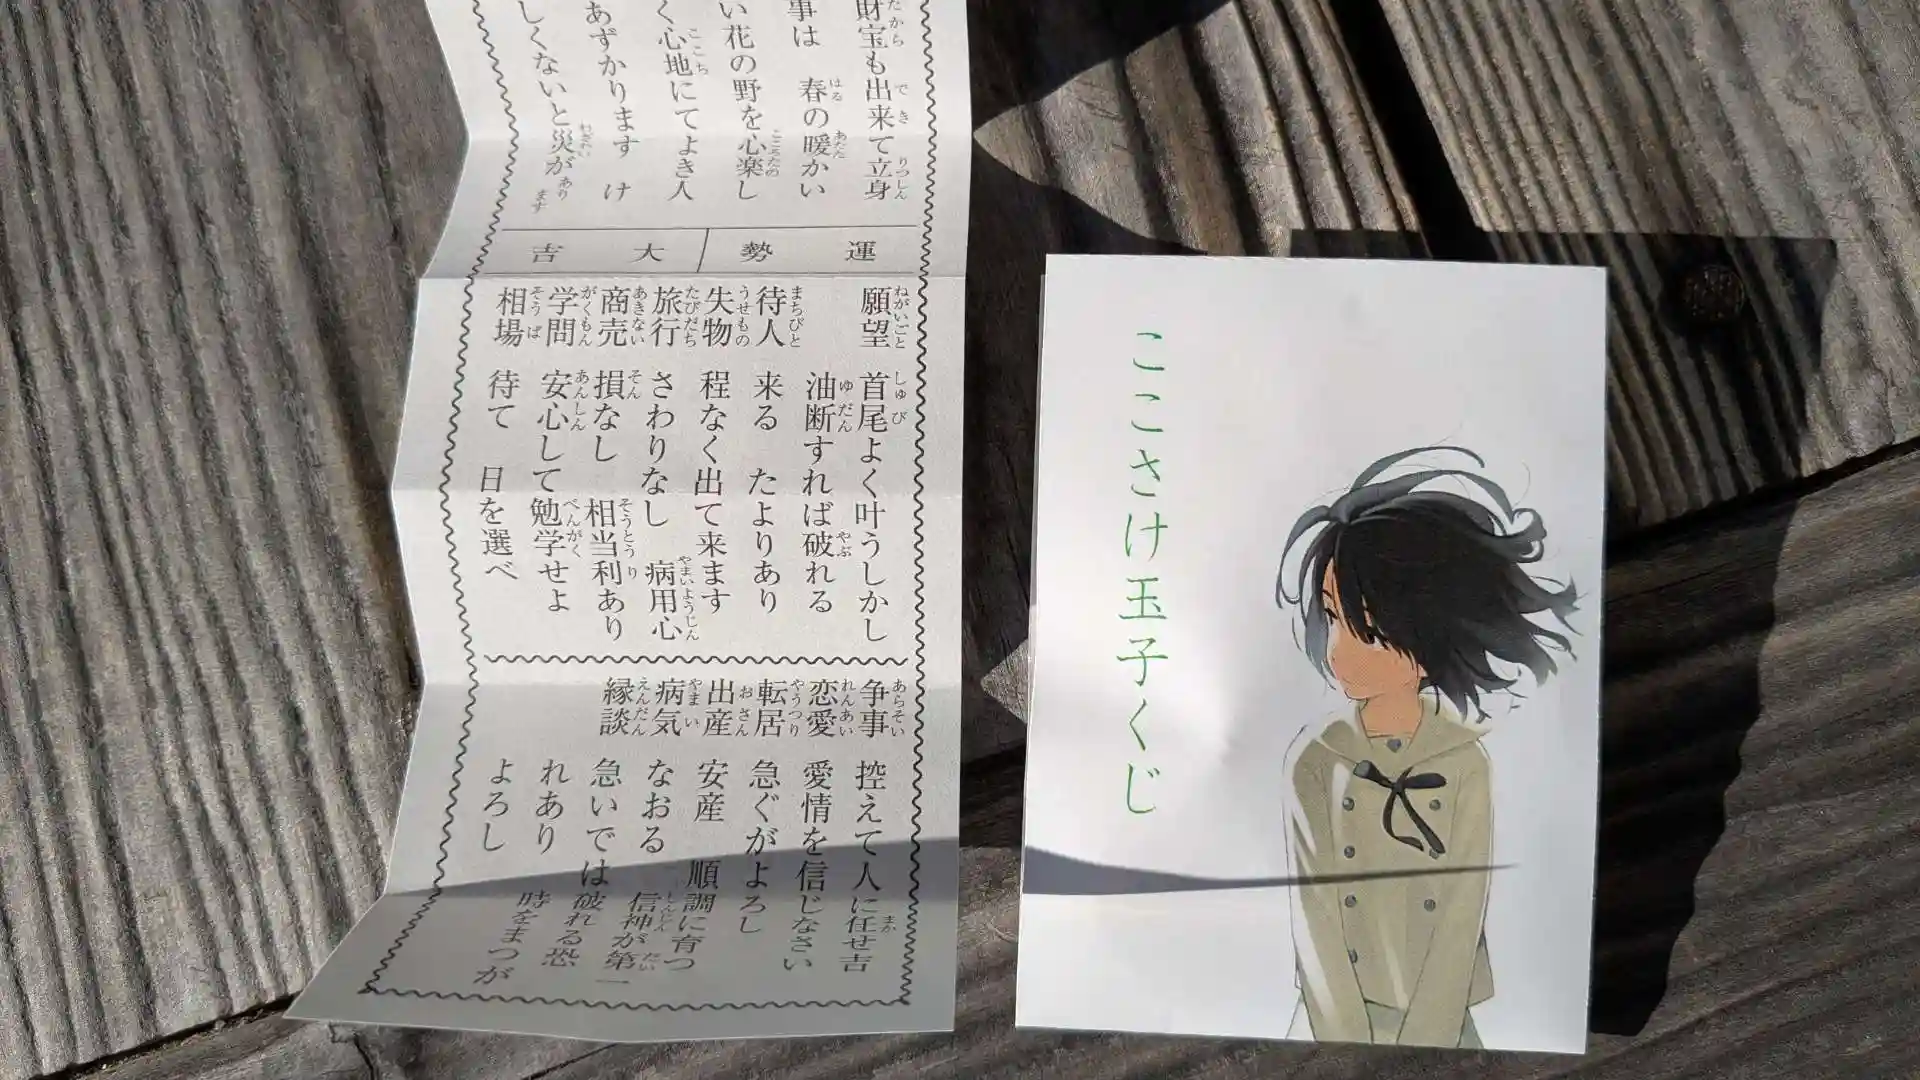 財宝も出来て立身
事は 春の暖かい
い花の野を心楽し
く心地にてよき人
あずかります け
しくないと災があります
運勢 大吉
願望 首尾よく叶うしかし
油断すれば破れる
待人 来る たよりあり
失物 程なく出て来ます
旅行 さわりなし 病用心
商売 損なし 相当利あり
学問 安心して勉学せよ
相場 待て 日を選べ
争事 控えて人に任せ吉
恋愛 愛情を信じなさい
転居 急ぐがよろし
出産 安産 順調に育つ
病気 なおる 信神が第一
縁談 急いでは破れる恐
れあり 時をまつが
よろし
ここさけ玉子くじ